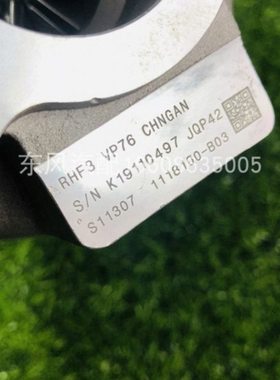 RHF3 VP76 CHNGAN
S/N K19110497 JQP42
S11307 1118100-B03